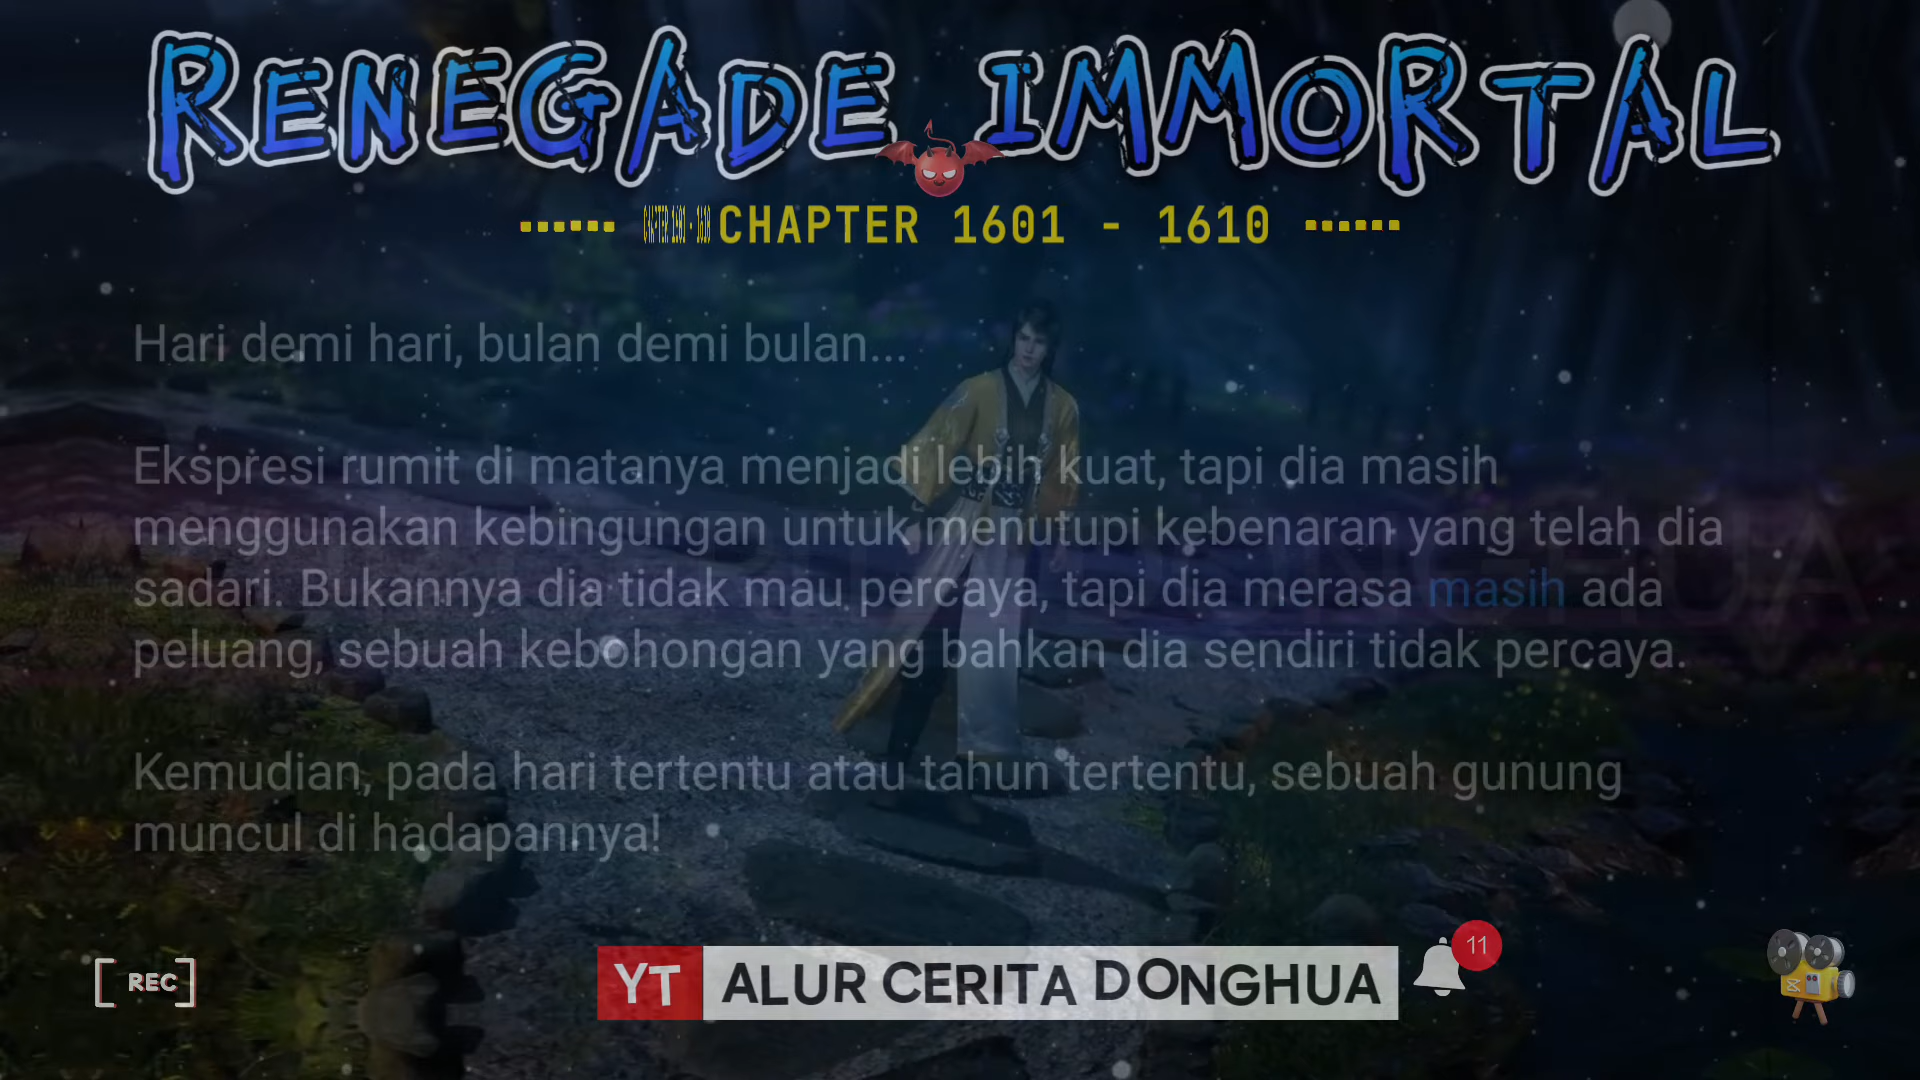 RENEGADE IMMORTAL
CHAPTER 1601 - 1610 CHAPTER 1601 - 1610
Hari demi hari, bulan demi bulan...
Ekspresi rumit di matanya menjadi lebih kuat, tapi dia masih
menggunakan kebingungan untuk menutupi kebenaran yang telah dia
sadari. Bukannya dia tidak mau percaya, tapi dia merasa masih ada
peluang, sebuah kebohongan yang bahkan dia sendiri tidak percaya.
Kemudian, pada hari tertentu atau tahun tertentu, sebuah gunung
muncul di hadapannya!
REC
YT ALUR CERITA DONGHUA
11